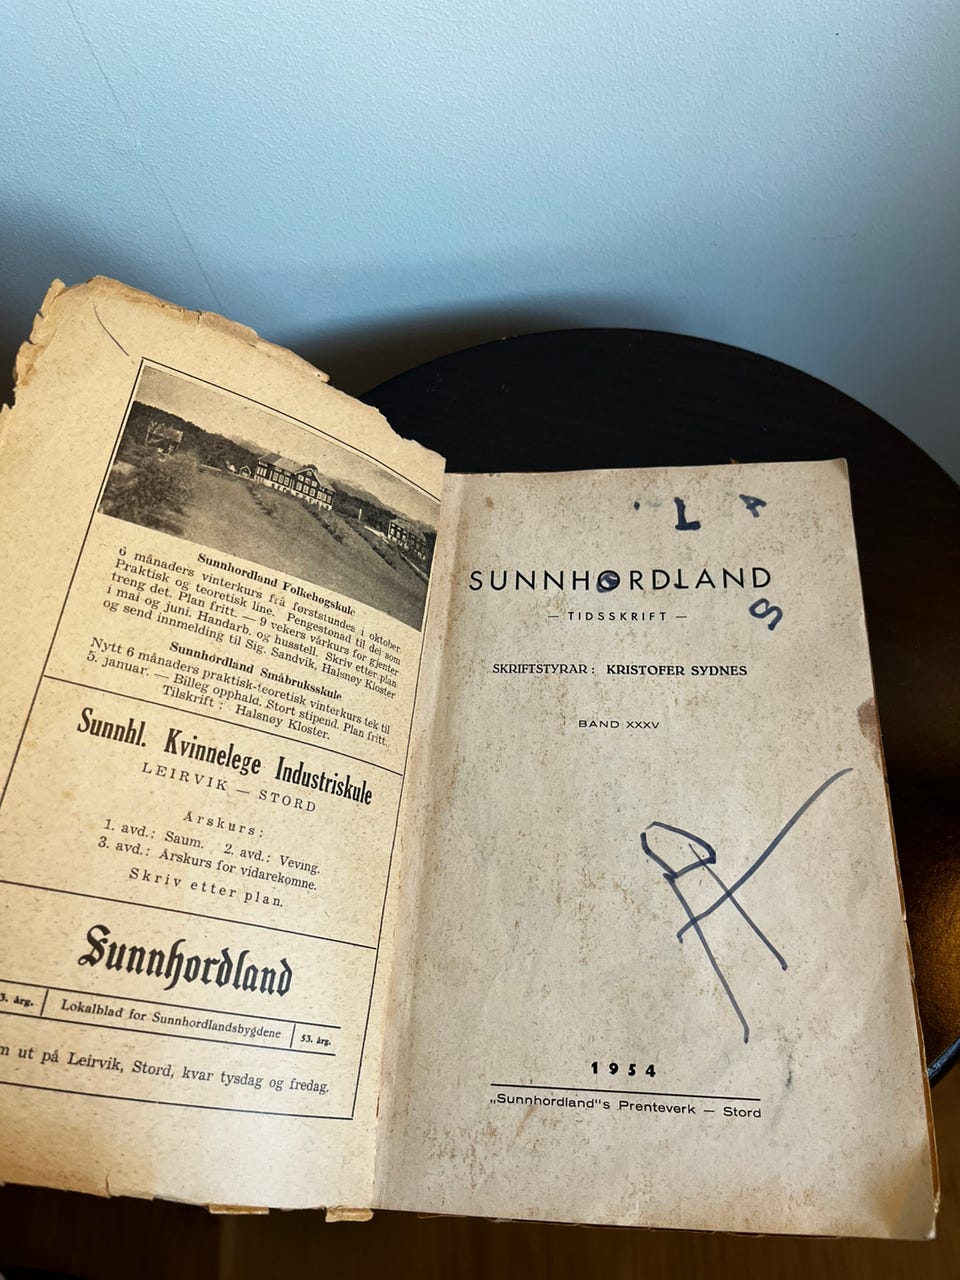 Sunnhordland Folkehøgskule
6 månaders vinterkurs frå førststundes i oktober.
Praktisk og teoretisk line. Pengestønad til dei som
treng det. Plan fritt. — 9 vekers vårkurs for gjenter
i mai og juni. Handarb. og husstell. Skriv etter plan
og send innmelding til Sig. Sandvik, Halsnøy Kloster
Sunnhordland Småbruksskule
Nytt 6 månaders praktisk-teoretisk vinterkurs tek til
5. januar. — Billeg opphald. Stort stipend. Plan fritt.
Tilskrift: Halsnøy Kloster.
Sunnhl. Kvinnelege Industriskule
LEIRVIK — STORD
Årskurs:
1. avd.: Saum. 2. avd.: Veving.
3. avd.: Årskurs for vidarekomne.
Skriv etter plan.
Sunnhordland
3. årg. Lokalblad for Sunnhordlandsbygdene 53. årg.
m ut på Leirvik, Stord, kvar tysdag og fredag.
L A
SUNNHORDLAND
S
— TIDSSKRIFT —
SKRIFTSTYRAR: KRISTOFER SYDNES
BAND XXXV
1954
„Sunnhordland"s Prenteverk — Stord